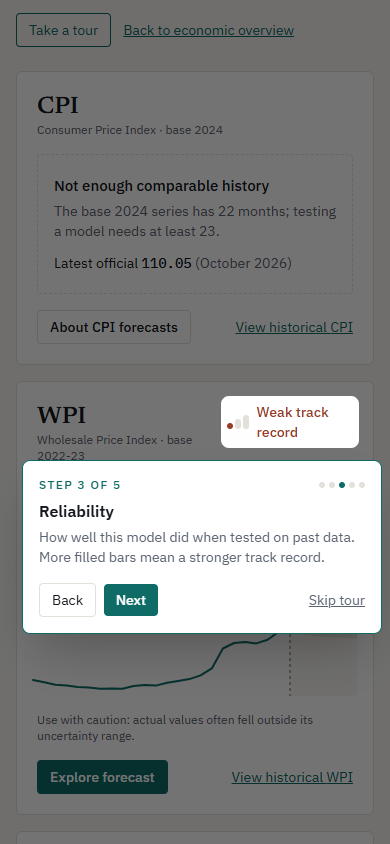 Take a tour
Back to economic overview
CPI
Consumer Price Index · base 2024
Not enough comparable history
The base 2024 series has 22 months; testing
a model needs at least 23.
Latest official 110.05 (October 2026)
About CPI forecasts
View historical CPI
WPI
Weak track
record
Wholesale Price Index · base
2022-23
STEP 3 OF 5
Reliability
How well this model did when tested on past data.
More filled bars mean a stronger track record.
Back
Next
Skip tour
Use with caution: actual values often fell outside its
uncertainty range.
Explore forecast
View historical WPI